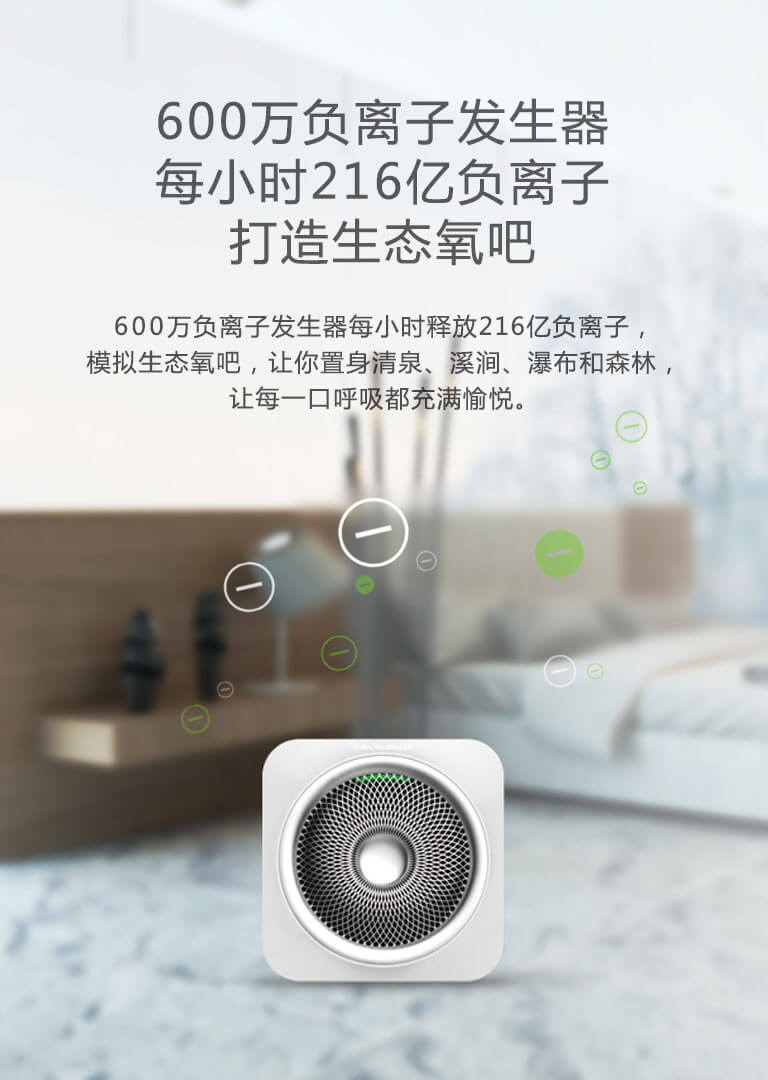 600万负离子发生器
每小时216亿负离子
打造生态氧吧
600万负离子发生器每小时释放216亿负离子，
模拟生态氧吧，让你置身清泉、溪涧、瀑布和森林，
让每一口呼吸都充满愉悦。